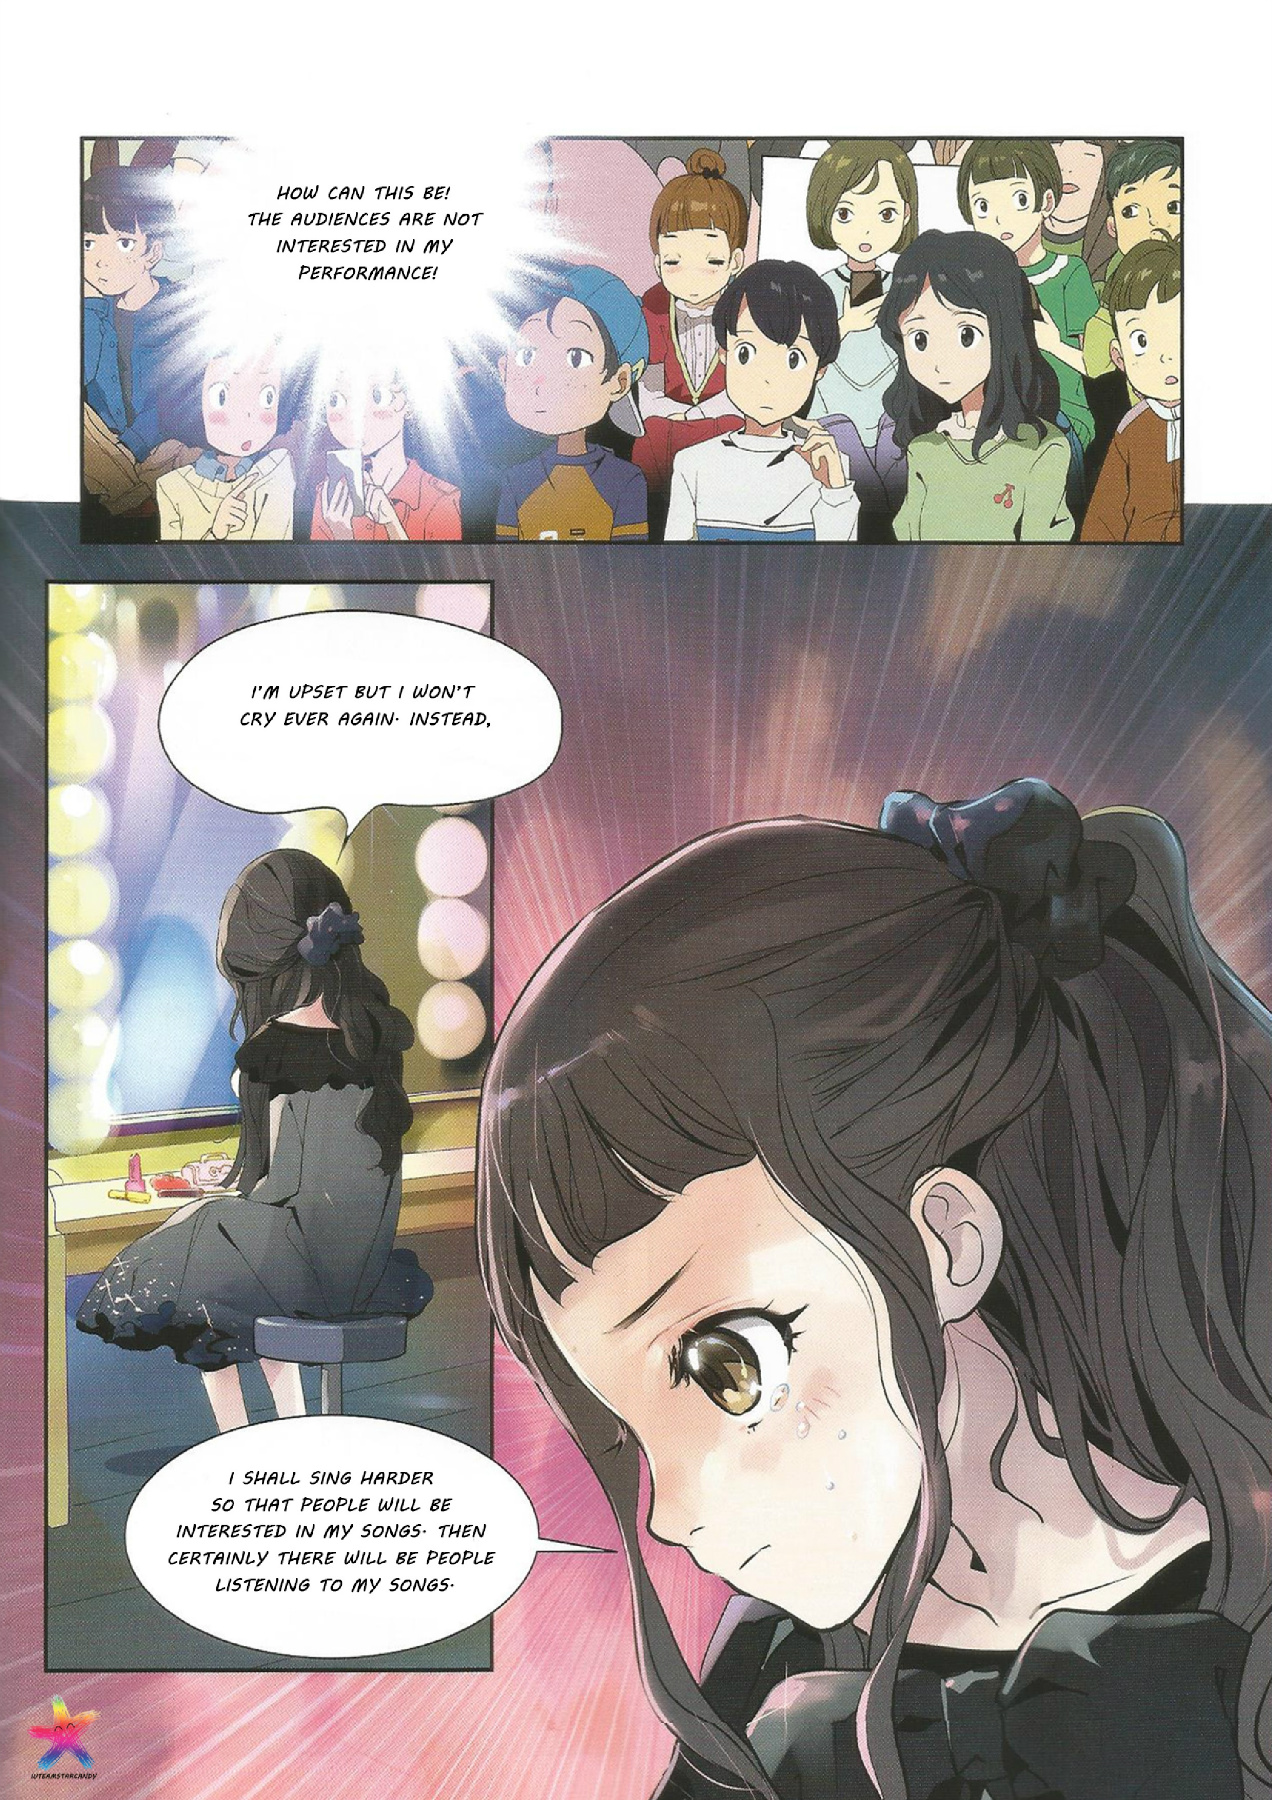 HOW CAN THIS BE!
THE AUDIENCES ARE NOT
INTERESTED IN MY
PERFORMANCE!
I'M UPSET BUT I WON'T
CRY EVER AGAIN. INSTEAD,
I SHALL SING HARDER
SO THAT PEOPLE WILL BE
INTERESTED IN MY SONGS. THEN
CERTAINLY THERE WILL BE PEOPLE
LISTENING TO MY SONGS.
IUTEAMSTARCANDY